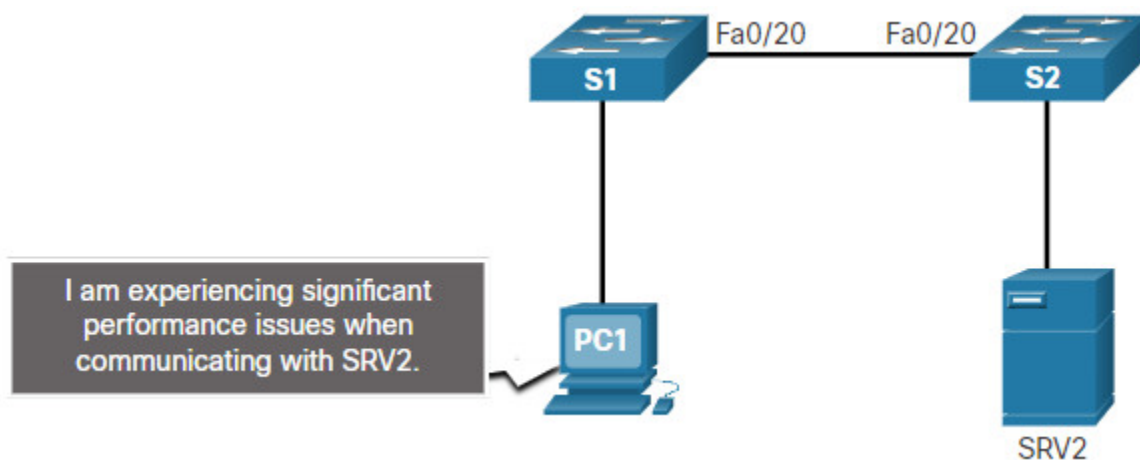 Fa0/20 Fa0/20
S1
S2
I am experiencing significant
performance issues when
communicating with SRV2.
PC1
SRV2